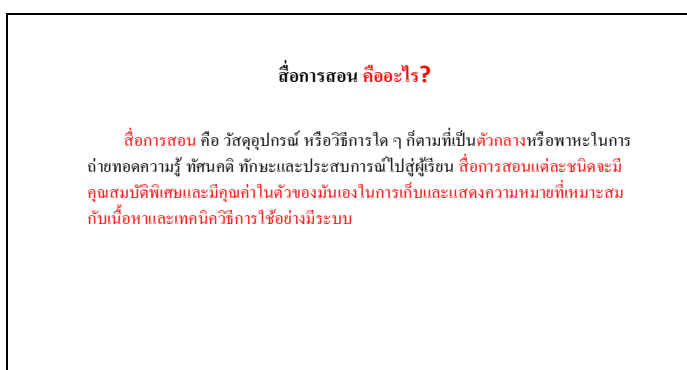 สื่อการสอน คืออะไร?
สื่อการสอน คือ วัสดุอุปกรณ์ หรือวิธีการใด ๆ ก็ตามที่เป็นตัวกลางหรือพาหะในการ
ถ่ายทอดความรู้ ทัศนคติ ทักษะและประสบการณ์ไปสู่ผู้เรียน สื่อการสอนแต่ละชนิดจะมี
คุณสมบัติพิเศษและมีคุณค่าในตัวของมันเองในการเก็บและแสดงความหมายที่เหมาะสม
กับเนื้อหาและเทคนิควิธีการใช้อย่างมีระบบ